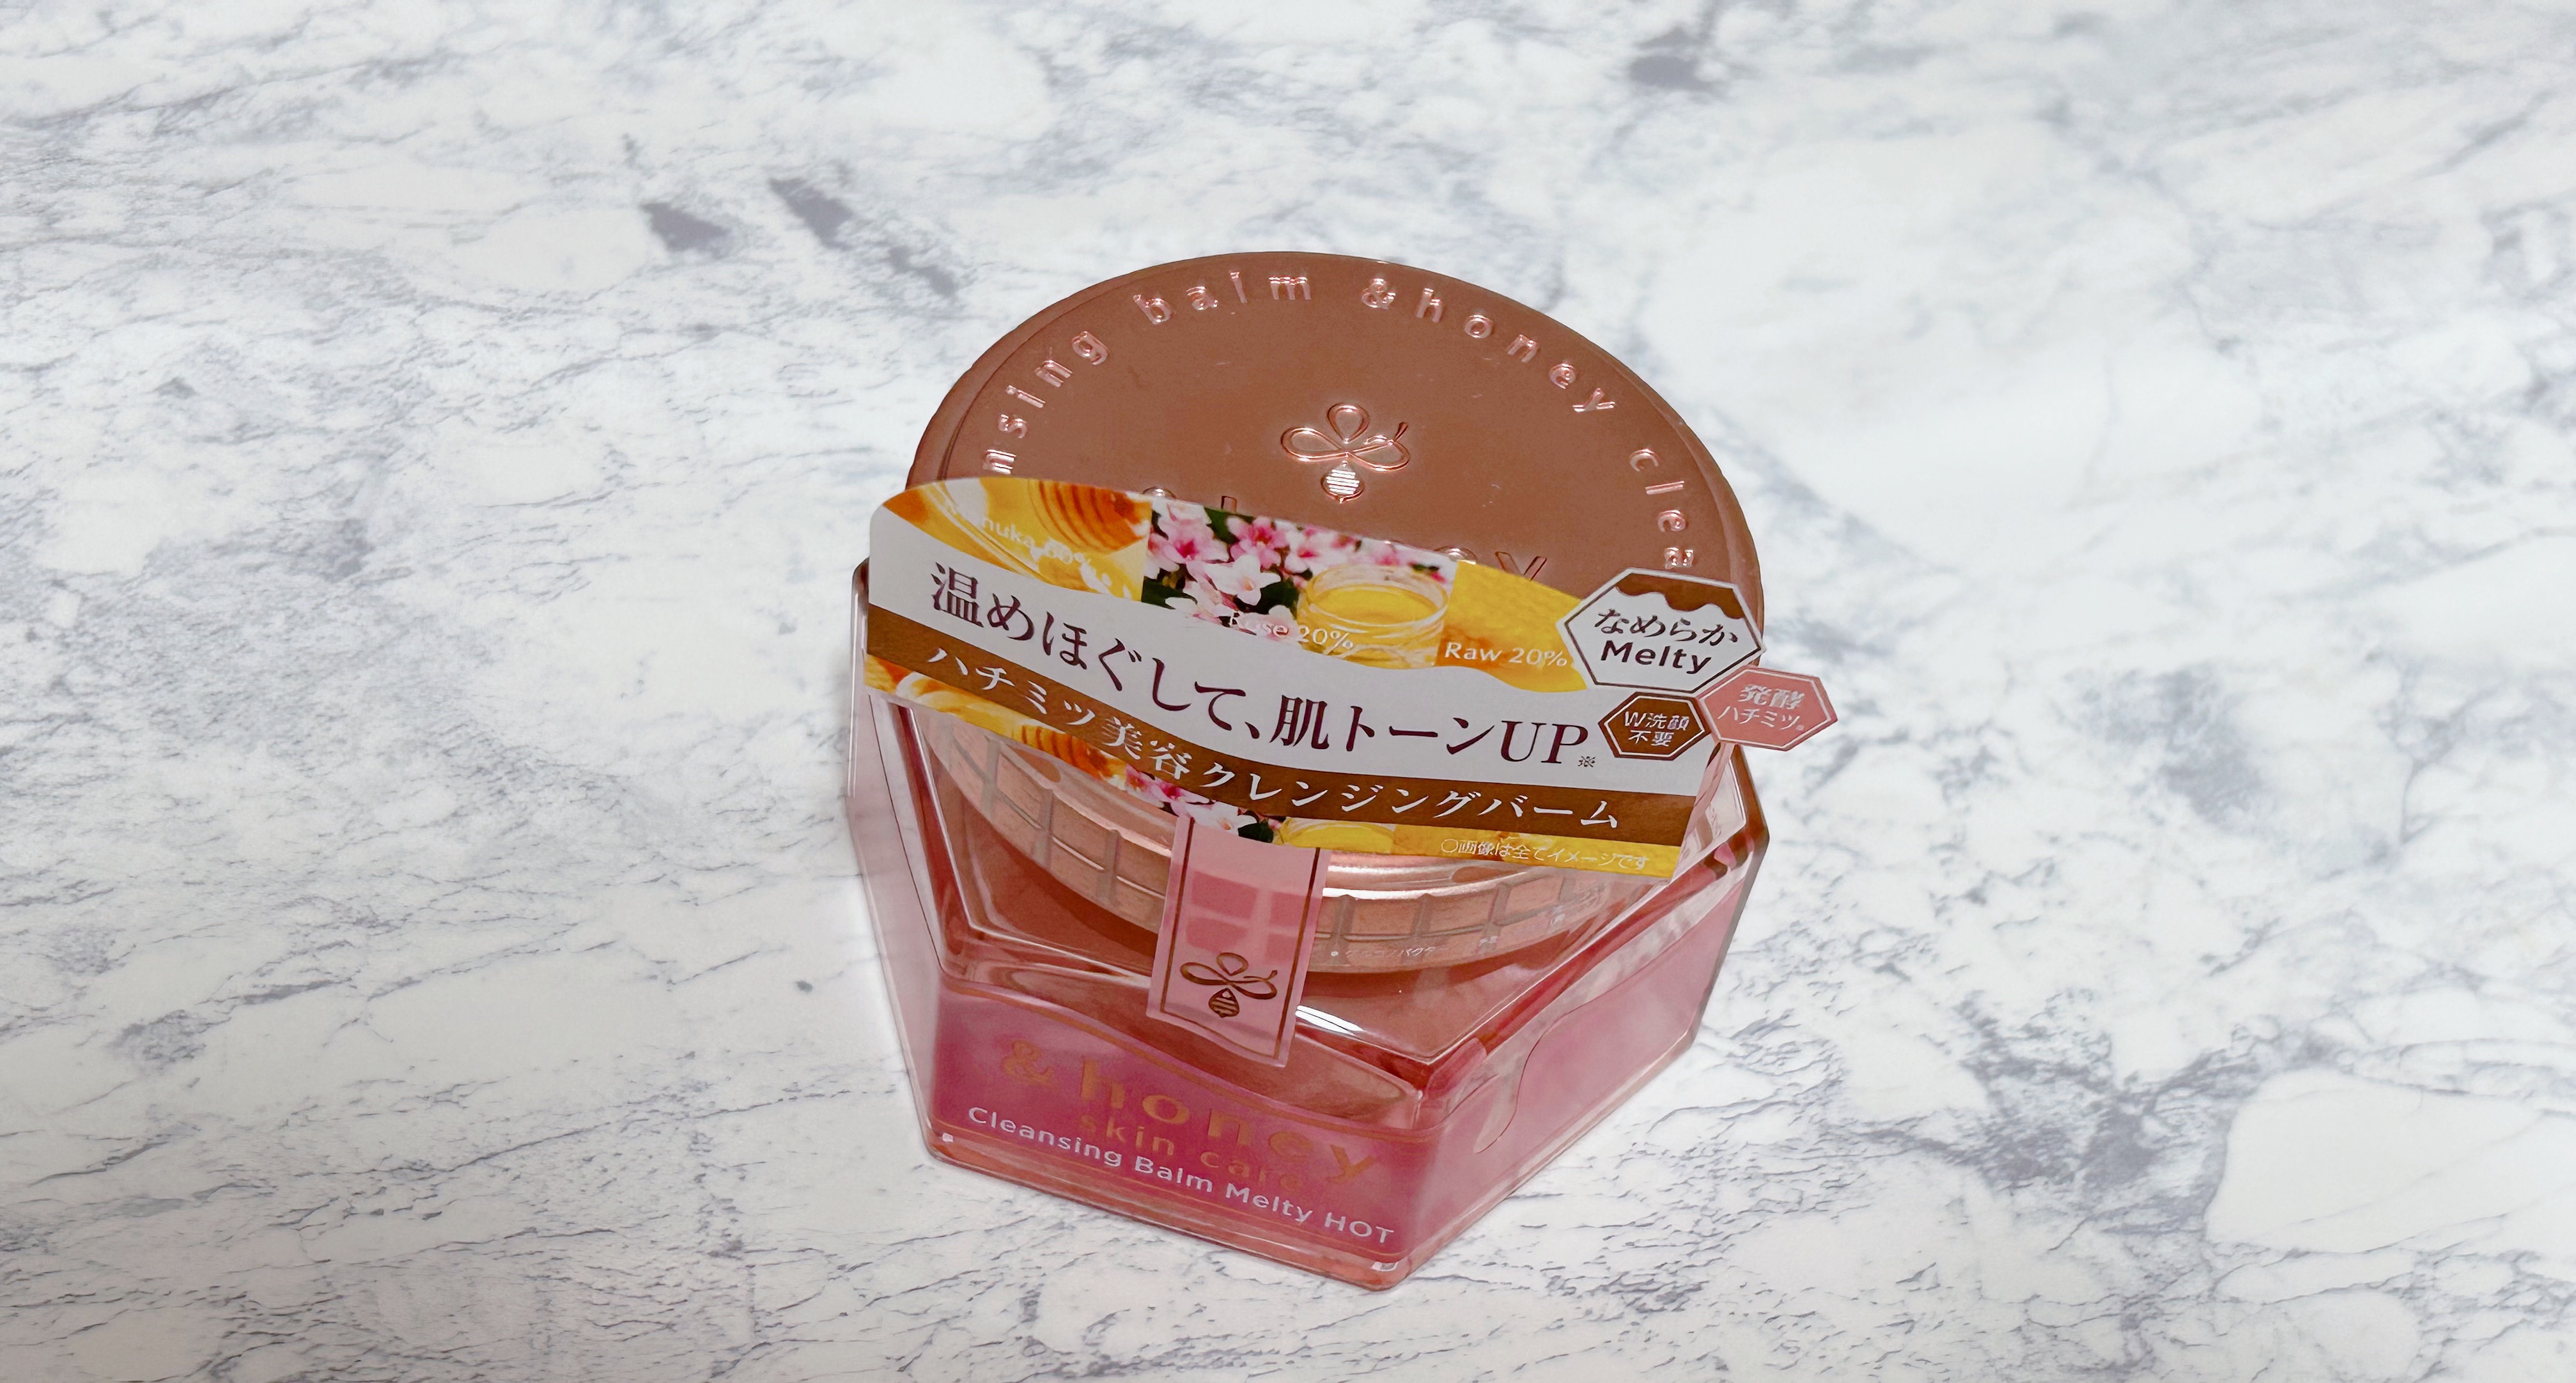 cleansing balm &honey
Rose 20%
Raw 20%
温めほぐして、肌トーンUP※
ハチミツ美容クレンジングバーム
なめらか
Melty
W洗顔
不要
発酵
ハチミツ※
○画像は全てイメージです
&honey
skin care
Cleansing Balm Melty HOT